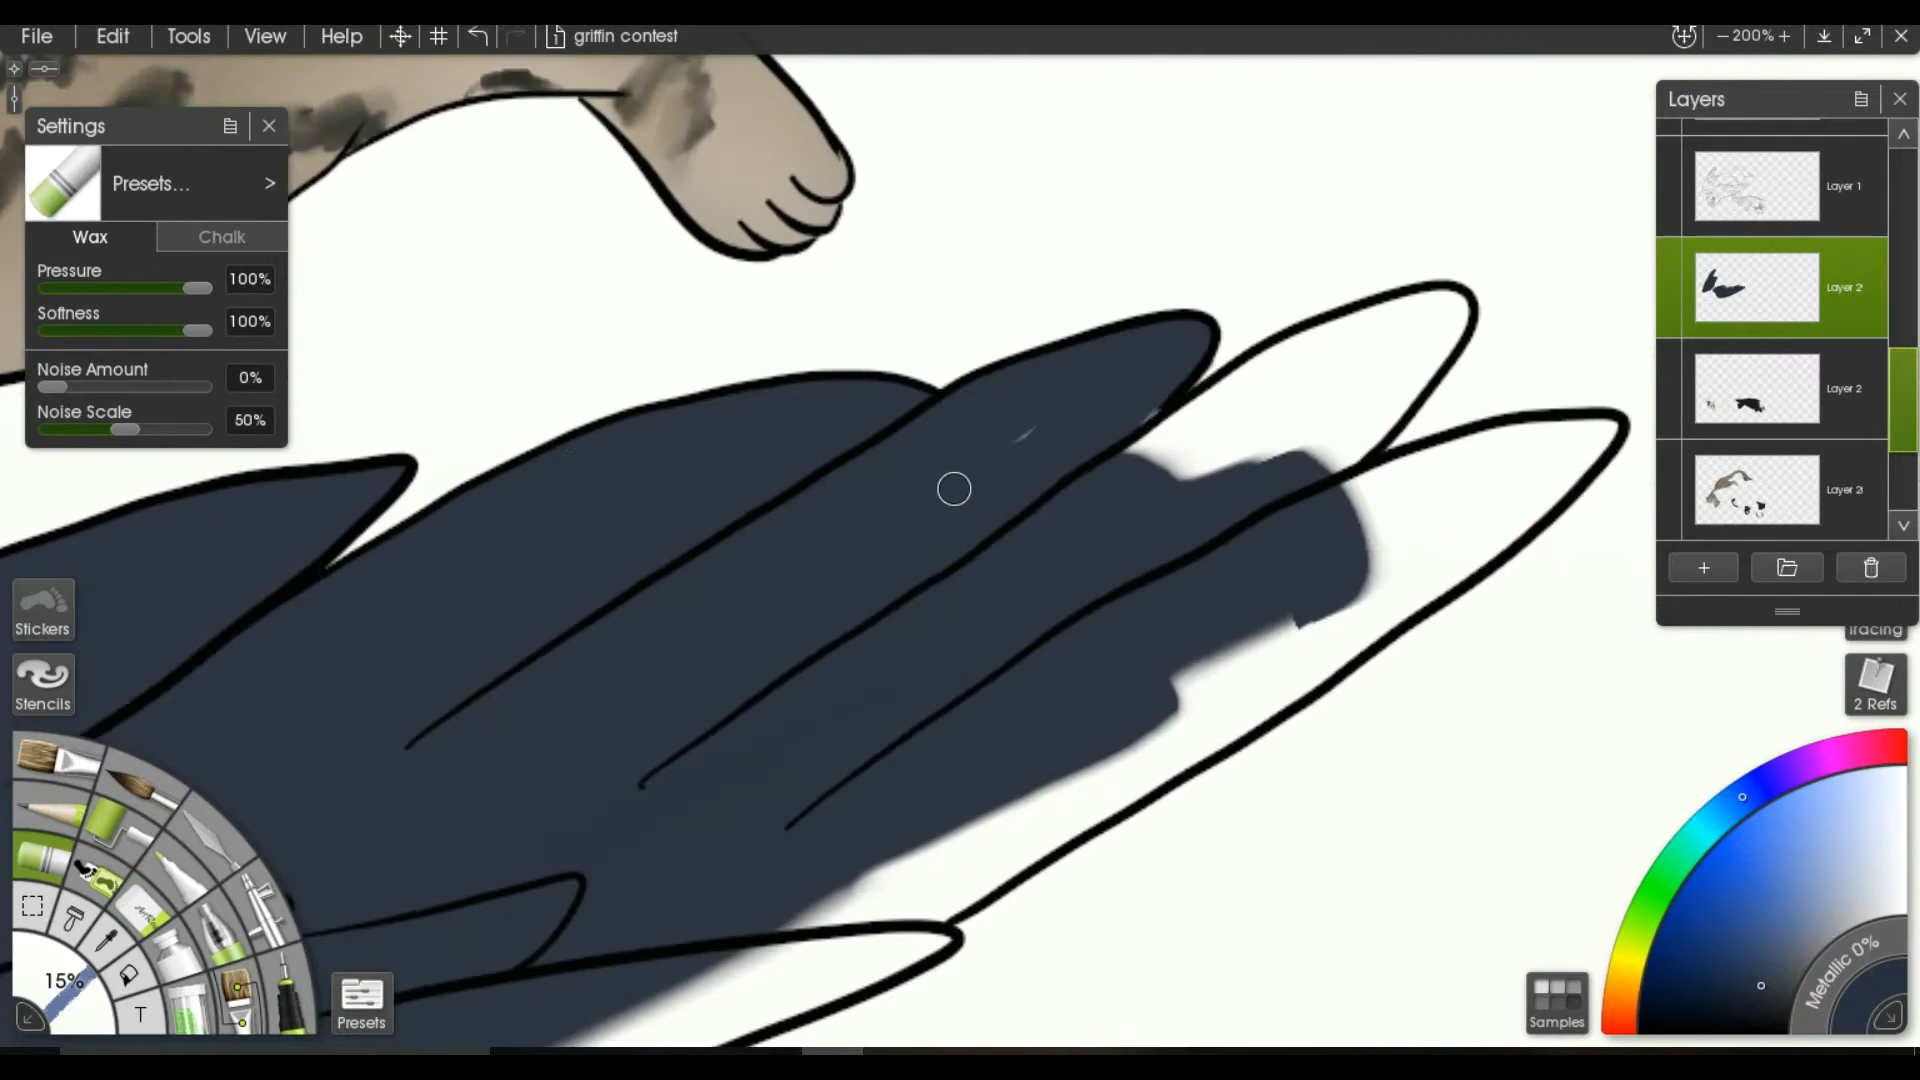 File Edit Tools View Help griffin contest 200%
Settings
Presets... >
Wax Chalk
Pressure 100%
Softness 100%
Noise Amount 0%
Noise Scale 50%
Stickers
Stencils
15%
T
Presets
Layers
Layer 1
Layer 2
Layer 2
Layer 2
Tracing
2 Refs
Metallic 0%
Samples